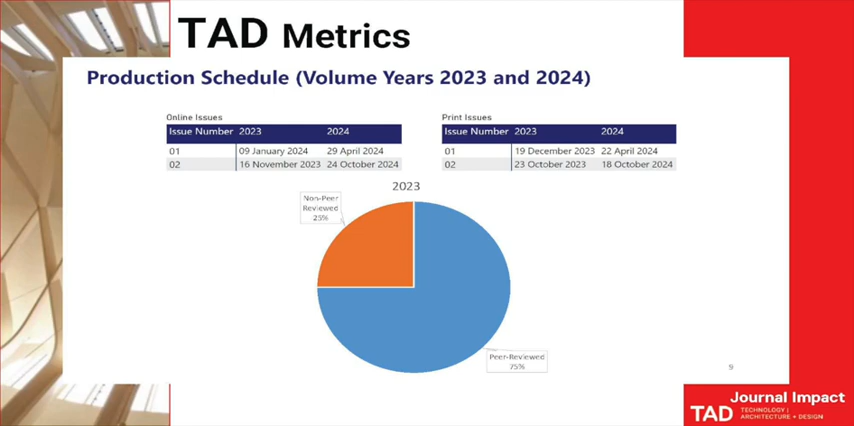 TAD Metrics
Production Schedule (Volume Years 2023 and 2024)
Online Issues
Issue Number 2023 2024
01 09 January 2024 29 April 2024
02 16 November 2023 24 October 2024
Print Issues
Issue Number 2023 2024
01 19 December 2023 22 April 2024
02 23 October 2023 18 October 2024
2023
Non-Peer
Reviewed
25%
Peer-Reviewed
75%
9
Journal Impact
TAD
TECHNOLOGY |
ARCHITECTURE + DESIGN